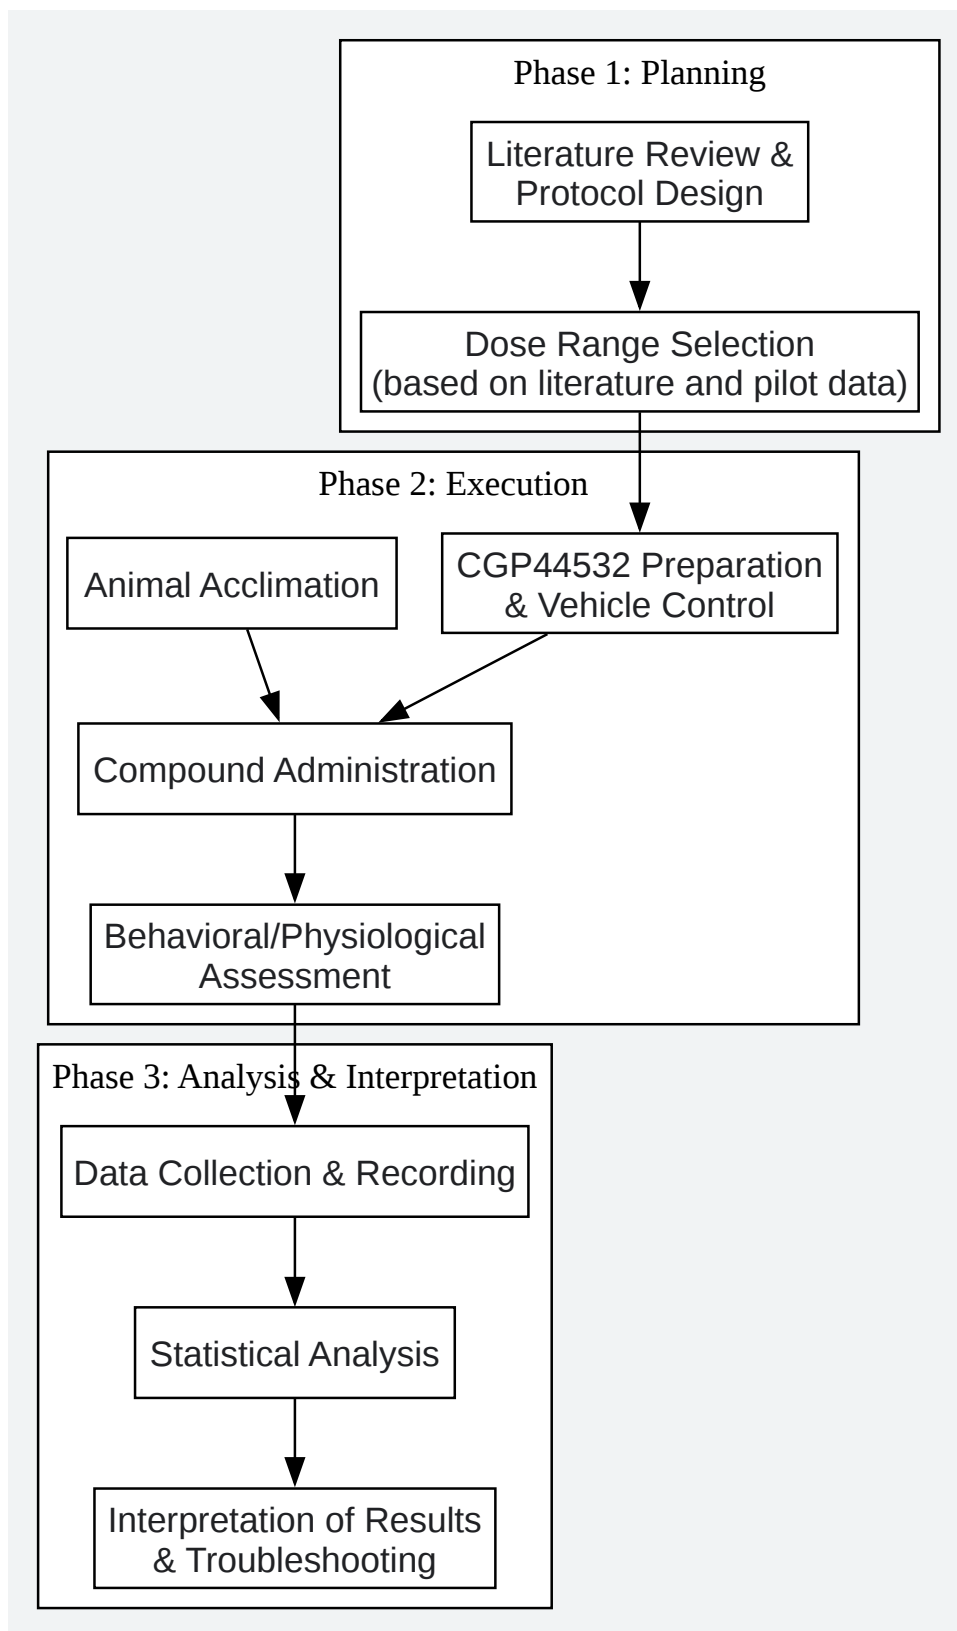 Phase 1: Planning
Literature Review &
Protocol Design
Dose Range Selection
(based on literature and pilot data)
Phase 2: Execution
Animal Acclimation
CGP44532 Preparation
& Vehicle Control
Compound Administration
Behavioral/Physiological
Assessment
Phase 3: Analysis & Interpretation
Data Collection & Recording
Statistical Analysis
Interpretation of Results
& Troubleshooting